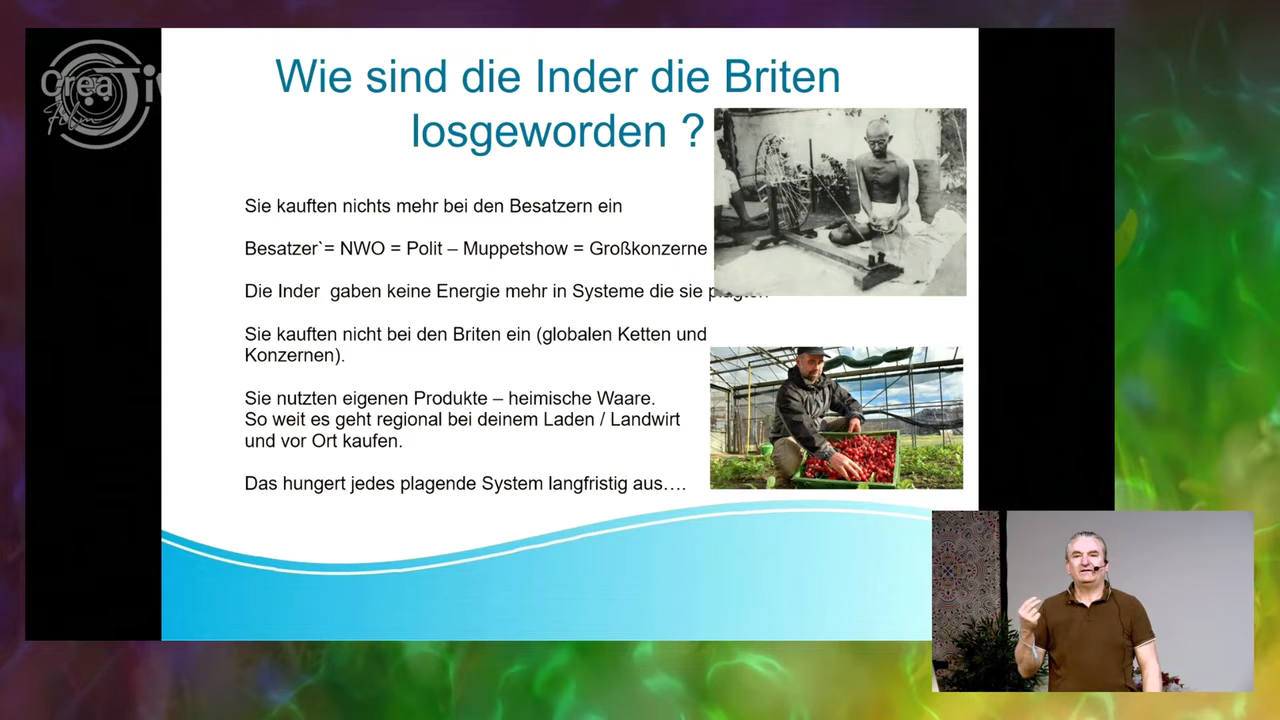 Wie sind die Inder die Briten
losgeworden ?
Sie kauften nichts mehr bei den Besatzern ein
Besatzer`= NWO = Polit – Muppetshow = Großkonzerne
Die Inder  gaben keine Energie mehr in Systeme die sie
Sie kauften nicht bei den Briten ein (globalen Ketten und
Konzernen).
Sie nutzten eigenen Produkte – heimische Waare.
So weit es geht regional bei deinem Laden / Landwirt
und vor Ort kaufen.
Das hungert jedes plagende System langfristig aus….
Film